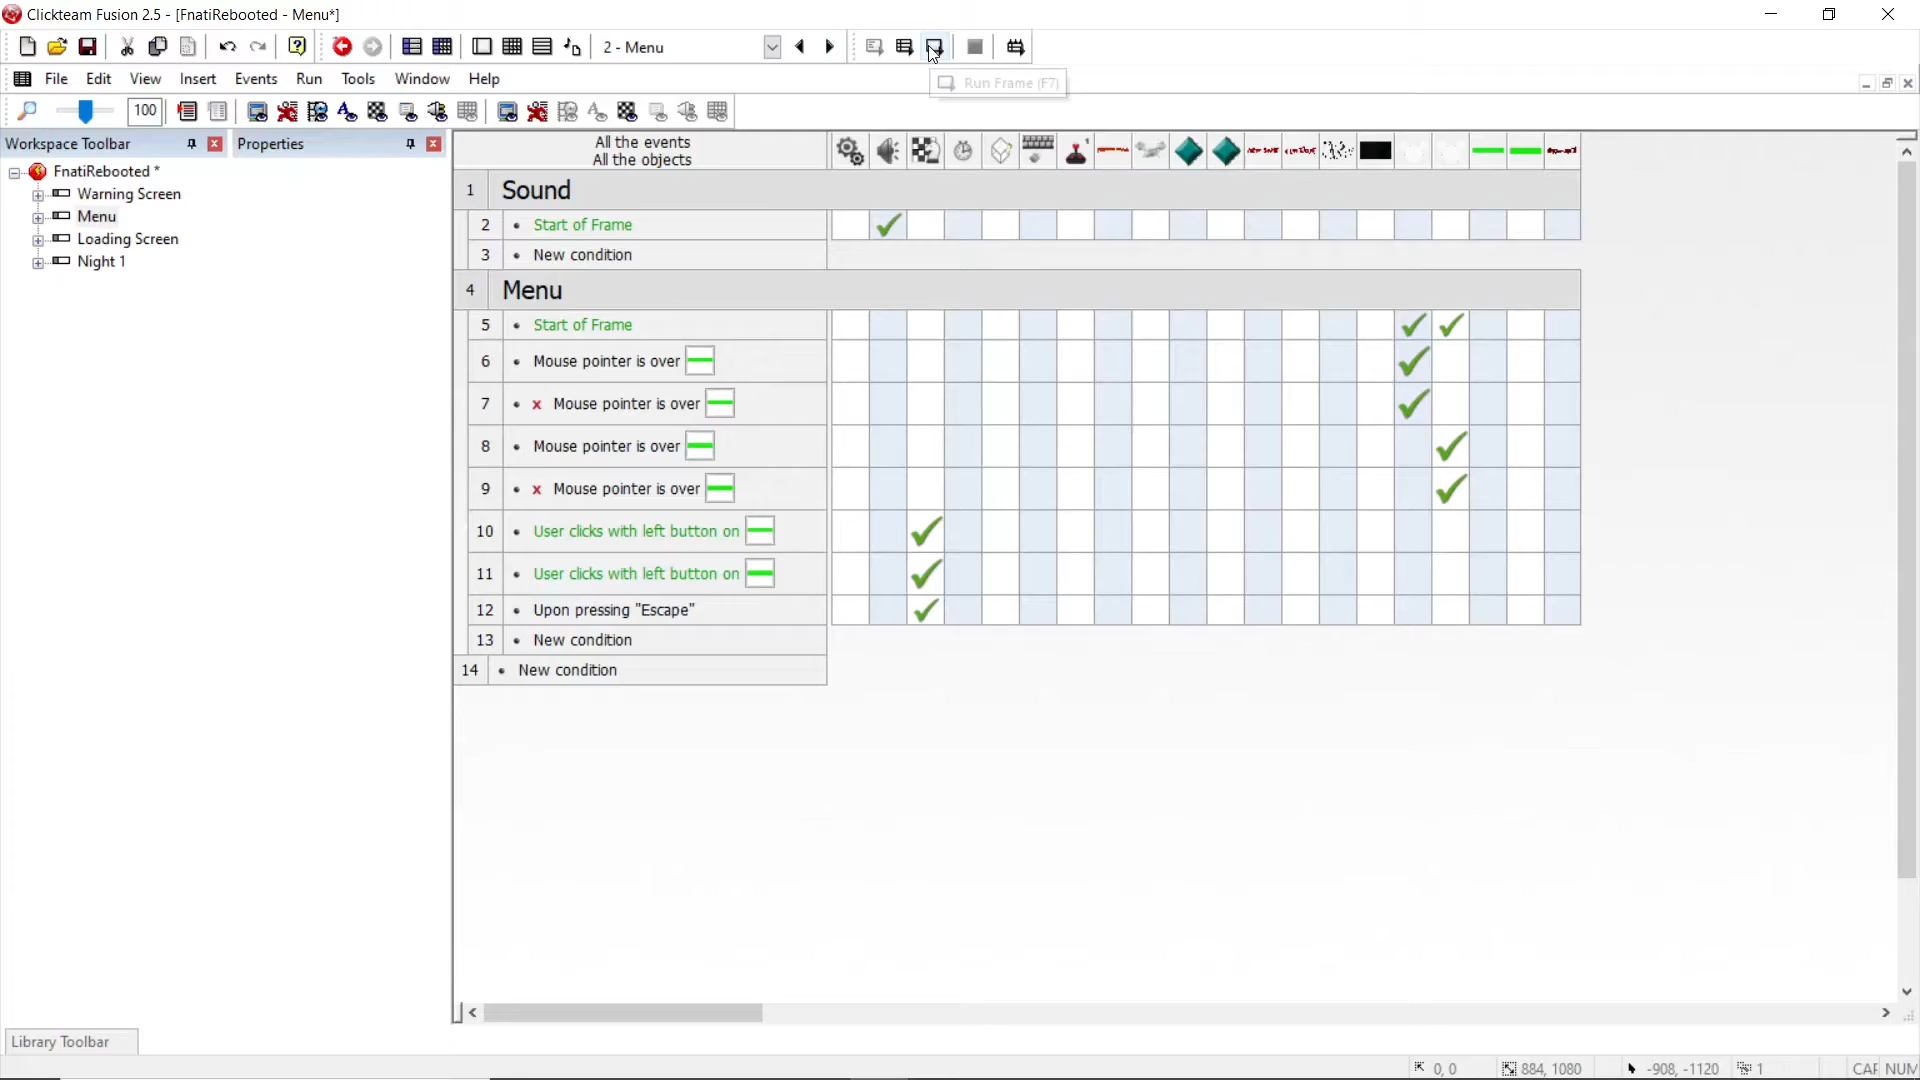 Clickteam Fusion 2.5 - [FnatiRebooted - Menu*]
2 - Menu
File Edit View Insert Events Run Tools Window Help
Run Frame (F7)
100
Workspace Toolbar
Properties
FnatiRebooted *
Warning Screen
Menu
Loading Screen
Night 1
All the events
All the objects
1 Sound
2 • Start of Frame
3 • New condition
4 Menu
5 • Start of Frame
6 • Mouse pointer is over
7 • x Mouse pointer is over
8 • Mouse pointer is over
9 • x Mouse pointer is over
10 • User clicks with left button on
11 • User clicks with left button on
12 • Upon pressing "Escape"
13 • New condition
14 • New condition
Library Toolbar
0, 0 884, 1080 -908, -1120 1 CAF NUM